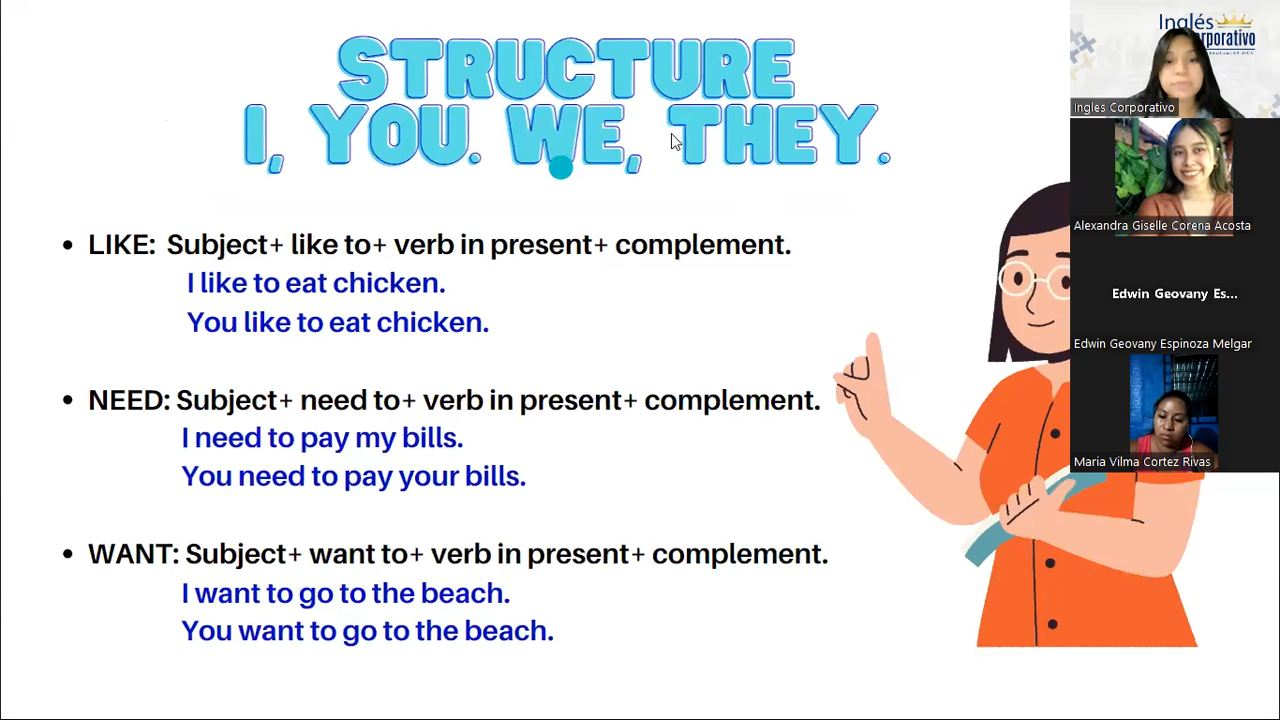 STRUCTURE
I, YOU. WE, THEY.
• LIKE: Subject+ like to+ verb in present+ complement.
I like to eat chicken.
You like to eat chicken.
• NEED: Subject+ need to+ verb in present+ complement.
I need to pay my bills.
You need to pay your bills.
• WANT: Subject+ want to+ verb in present+ complement.
I want to go to the beach.
You want to go to the beach.
Inglés
Ingles Corporativo
Alexandra Giselle Corena Acosta
Edwin Geovany Es...
Edwin Geovany Espinoza Melgar
Maria Vilma Cortez Rivas